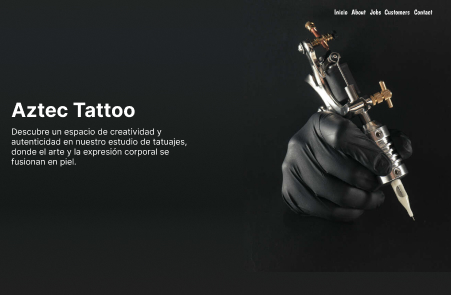 Inicio About Jobs Customers Contact
Aztec Tattoo
Descubre un espacio de creatividad y
autenticidad en nuestro estudio de tatuajes,
donde el arte y la expresión corporal se
fusionan en piel.